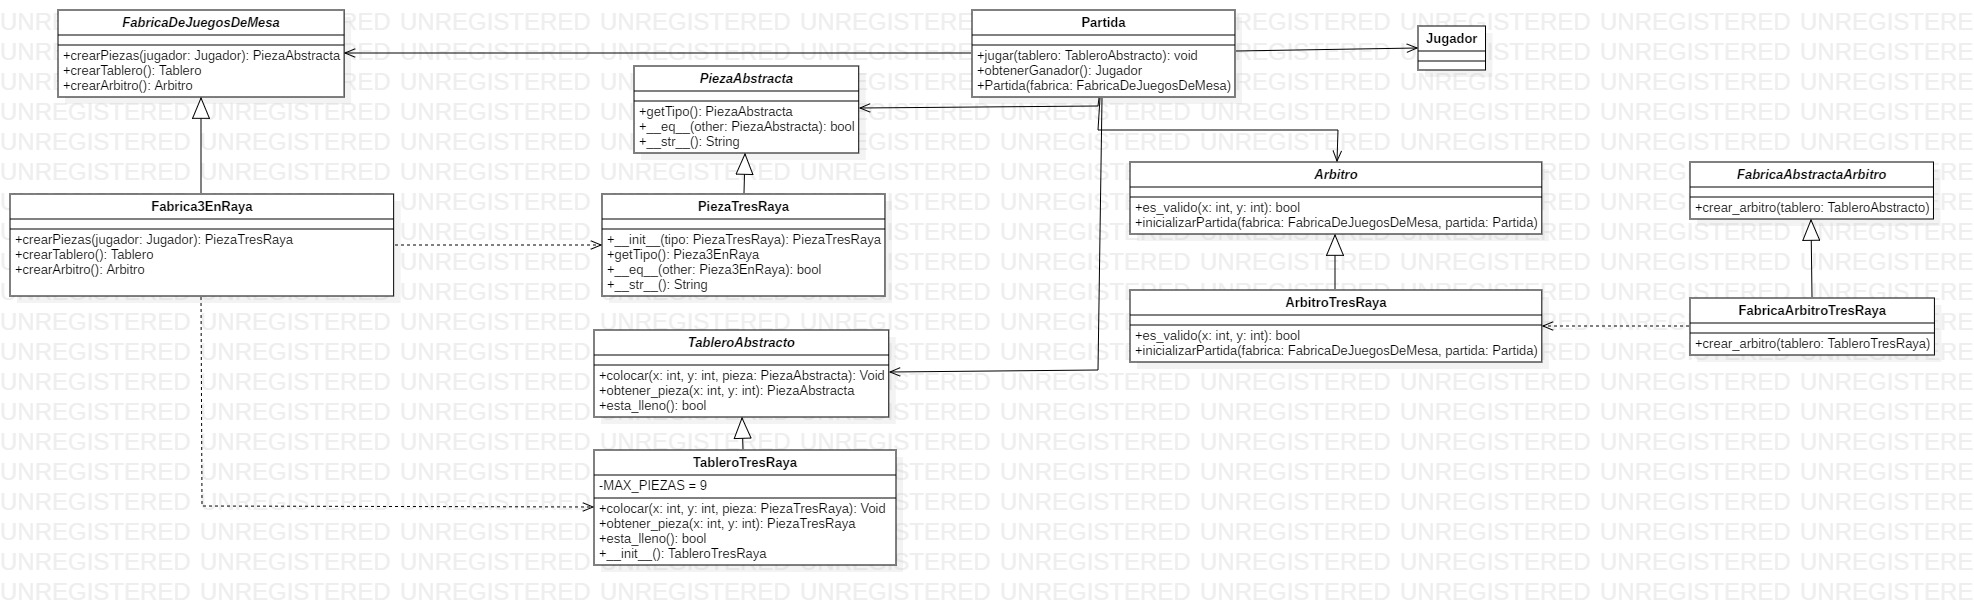 FabricaDeJuegosDeMesa
+crearPiezas(jugador: Jugador): PiezaAbstracta
+crearTablero(): Tablero
+crearArbitro(): Arbitro
Partida
+jugar(tablero: TableroAbstracto): void
+obtenerGanador(): Jugador
+Partida(fabrica: FabricaDeJuegosDeMesa)
Jugador
PiezaAbstracta
+getTipo(): PiezaAbstracta
+__eq__(other: PiezaAbstracta): bool
+__str__(): String
Arbitro
+es_valido(x: int, y: int): bool
+inicializarPartida(fabrica: FabricaDeJuegosDeMesa, partida: Partida)
FabricaAbstractaArbitro
+crear_arbitro(tablero: TableroAbstracto)
Fabrica3EnRaya
+crearPiezas(jugador: Jugador): PiezaTresRaya
+crearTablero(): Tablero
+crearArbitro(): Arbitro
PiezaTresRaya
+__init__(tipo: PiezaTresRaya): PiezaTresRaya
+getTipo(): Pieza3EnRaya
+__eq__(other: Pieza3EnRaya): bool
+__str__(): String
ArbitroTresRaya
+es_valido(x: int, y: int): bool
+inicializarPartida(fabrica: FabricaDeJuegosDeMesa, partida: Partida)
FabricaArbitroTresRaya
+crear_arbitro(tablero: TableroTresRaya)
TableroAbstracto
+colocar(x: int, y: int, pieza: PiezaAbstracta): Void
+obtener_pieza(x: int, y: int): PiezaAbstracta
+esta_lleno(): bool
TableroTresRaya
-MAX_PIEZAS = 9
+colocar(x: int, y: int, pieza: PiezaTresRaya): Void
+obtener_pieza(x: int, y: int): PiezaTresRaya
+esta_lleno(): bool
+__init__(): TableroTresRaya
UNREGISTERED